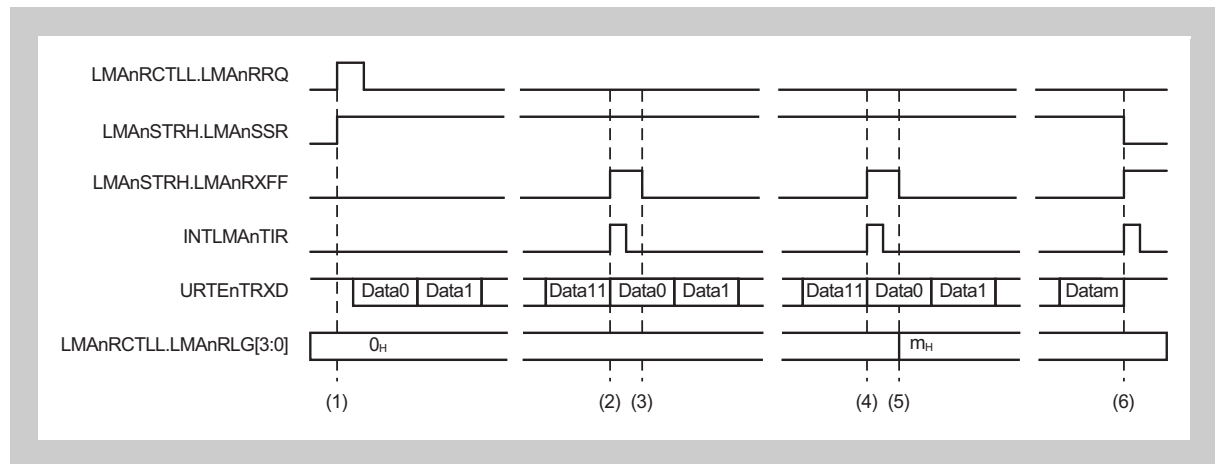 LMAnRCTLL.LMAnRRQ
LMAnSTRH.LMAnSSR
LMAnSTRH.LMAnRXFF
INTLMAnTIR
URTEnTRXD Data0 Data1 Data11 Data0 Data1 Data11 Data0 Data1 Datam
LMAnRCTLL.LMAnRLG[3:0] 0H mH
(1) (2) (3) (4) (5) (6)